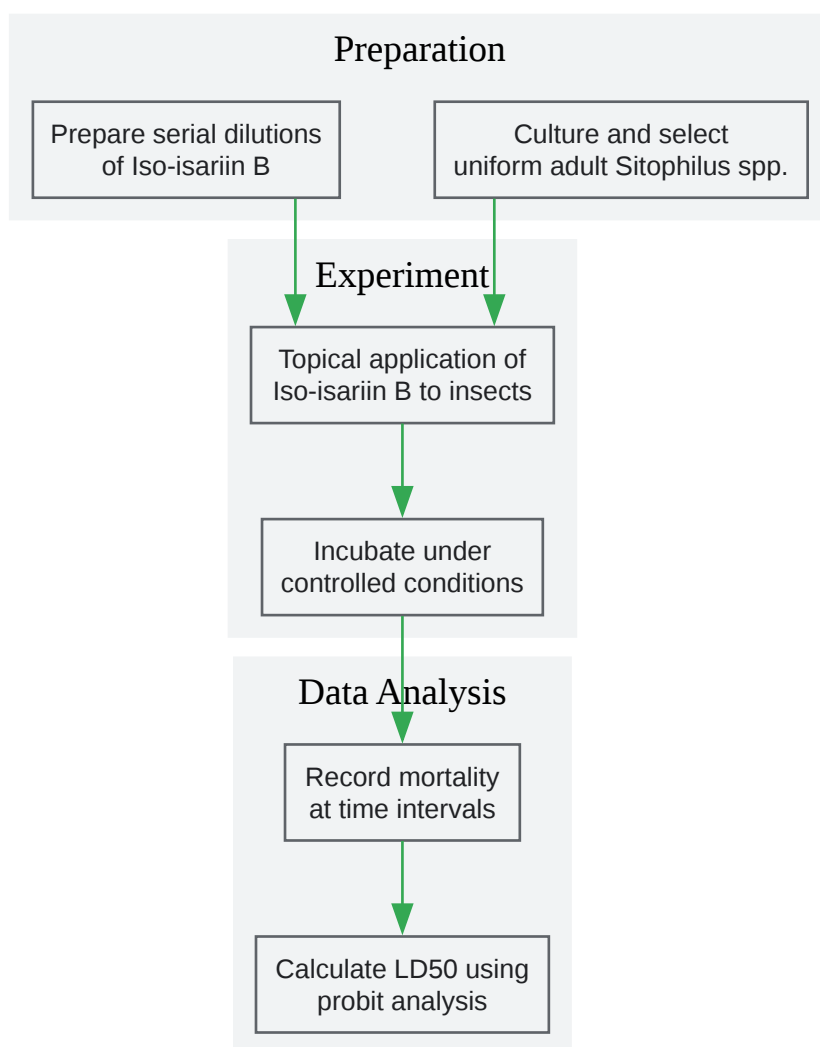 Preparation
Prepare serial dilutions
of Iso-isariin B
Culture and select
uniform adult Sitophilus spp.
Experiment
Topical application of
Iso-isariin B to insects
Incubate under
controlled conditions
Data Analysis
Record mortality
at time intervals
Calculate LD50 using
probit analysis